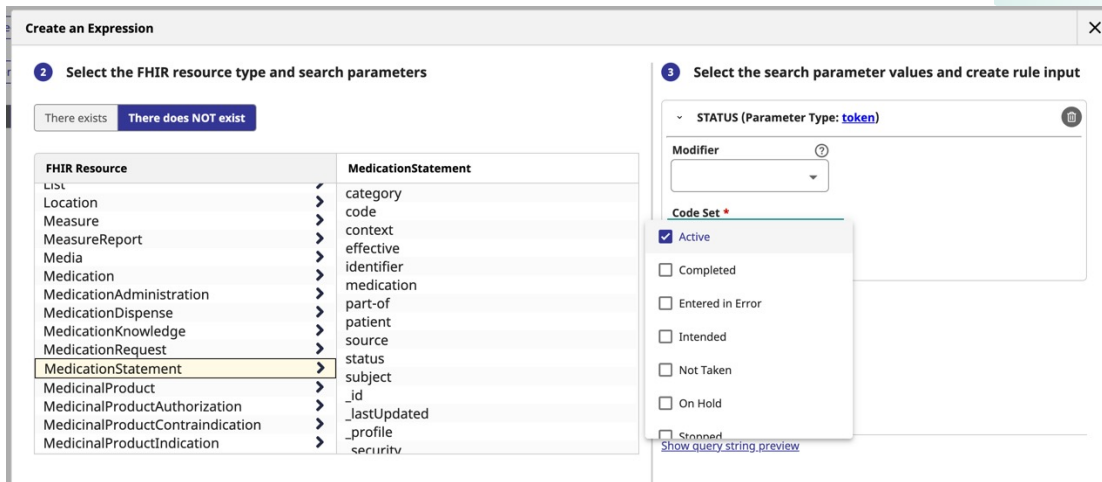 Create an Expression
2 Select the FHIR resource type and search parameters
There exists There does NOT exist
FHIR Resource
List
Location
Measure
MeasureReport
Media
Medication
MedicationAdministration
MedicationDispense
MedicationKnowledge
MedicationRequest
MedicationStatement
MedicinalProduct
MedicinalProductAuthorization
MedicinalProductContraindication
MedicinalProductIndication
MedicationStatement
category
code
context
effective
identifier
medication
part-of
patient
source
status
subject
_id
_lastUpdated
_profile
_security
3 Select the search parameter values and create rule input
STATUS (Parameter Type: token)
Modifier
Code Set *
Active
Completed
Entered in Error
Intended
Not Taken
On Hold
Stopped
Show query string preview